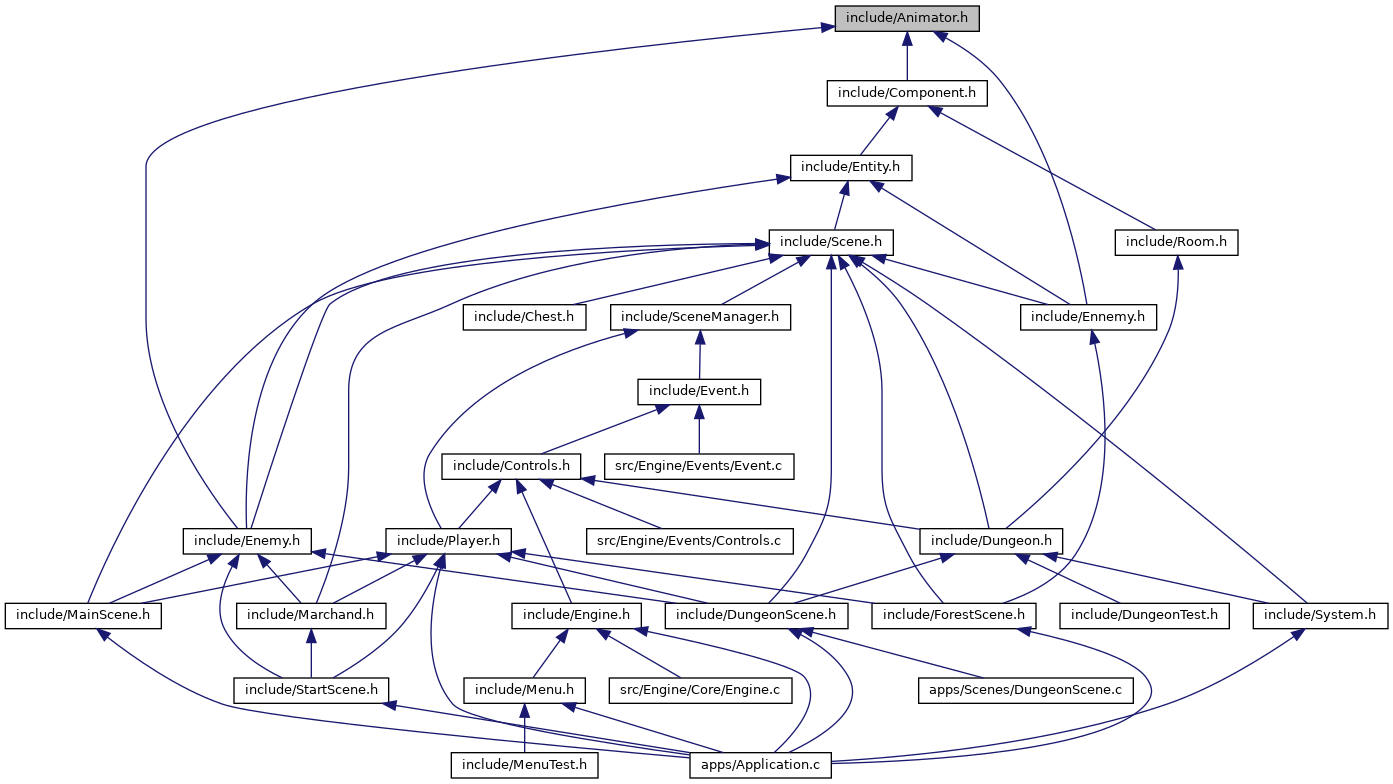 include/Animator.h
include/Component.h
include/Entity.h
include/Scene.h
include/Room.h
include/Chest.h
include/SceneManager.h
include/Ennemy.h
include/Event.h
include/Controls.h
src/Engine/Events/Event.c
include/Enemy.h
include/Player.h
src/Engine/Events/Controls.c
include/Dungeon.h
include/MainScene.h
include/Marchand.h
include/Engine.h
include/DungeonScene.h
include/ForestScene.h
include/DungeonTest.h
include/System.h
include/StartScene.h
include/Menu.h
src/Engine/Core/Engine.c
apps/Scenes/DungeonScene.c
include/MenuTest.h
apps/Application.c